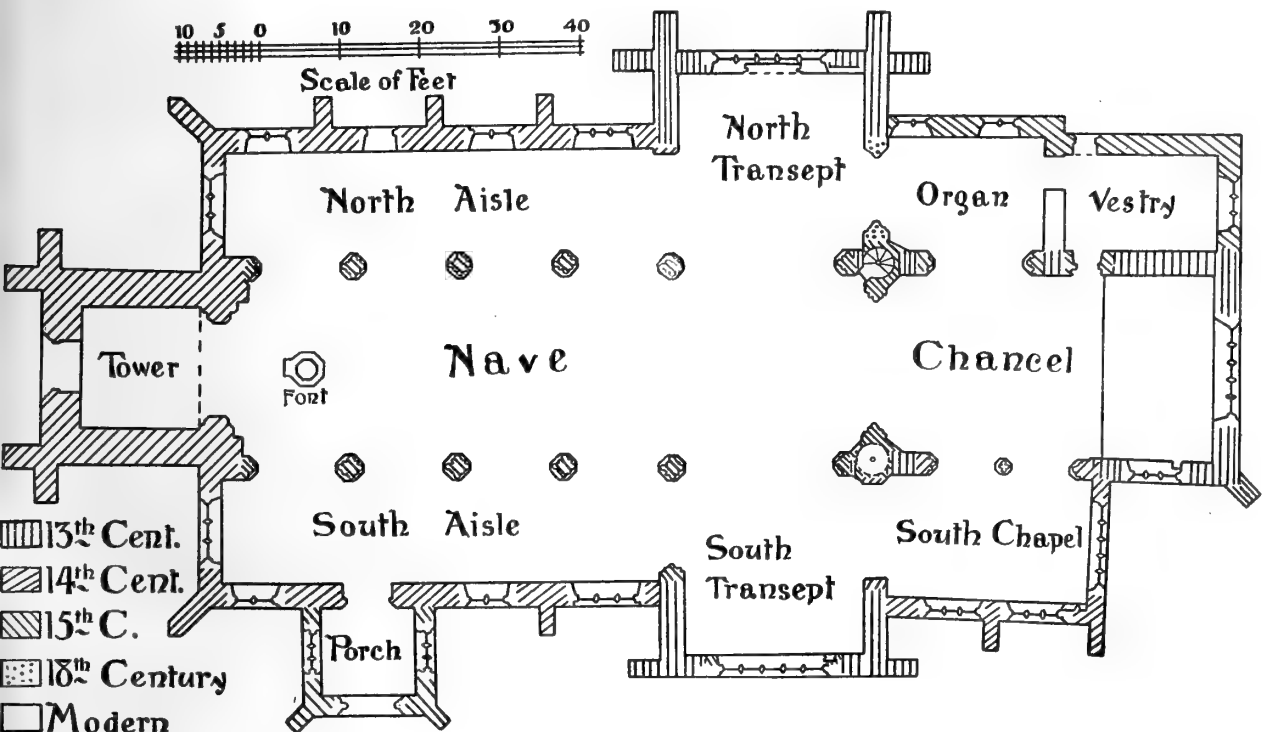 10 5 0 10 20 30 40
Scale of Feet
North
Transept
North Aisle
Organ
Vestry
Tower
Font
Nave
Chancel
South Aisle
South
Transept
South Chapel
Porch
13th Cent.
14th Cent.
15th C.
18th Century
Modern